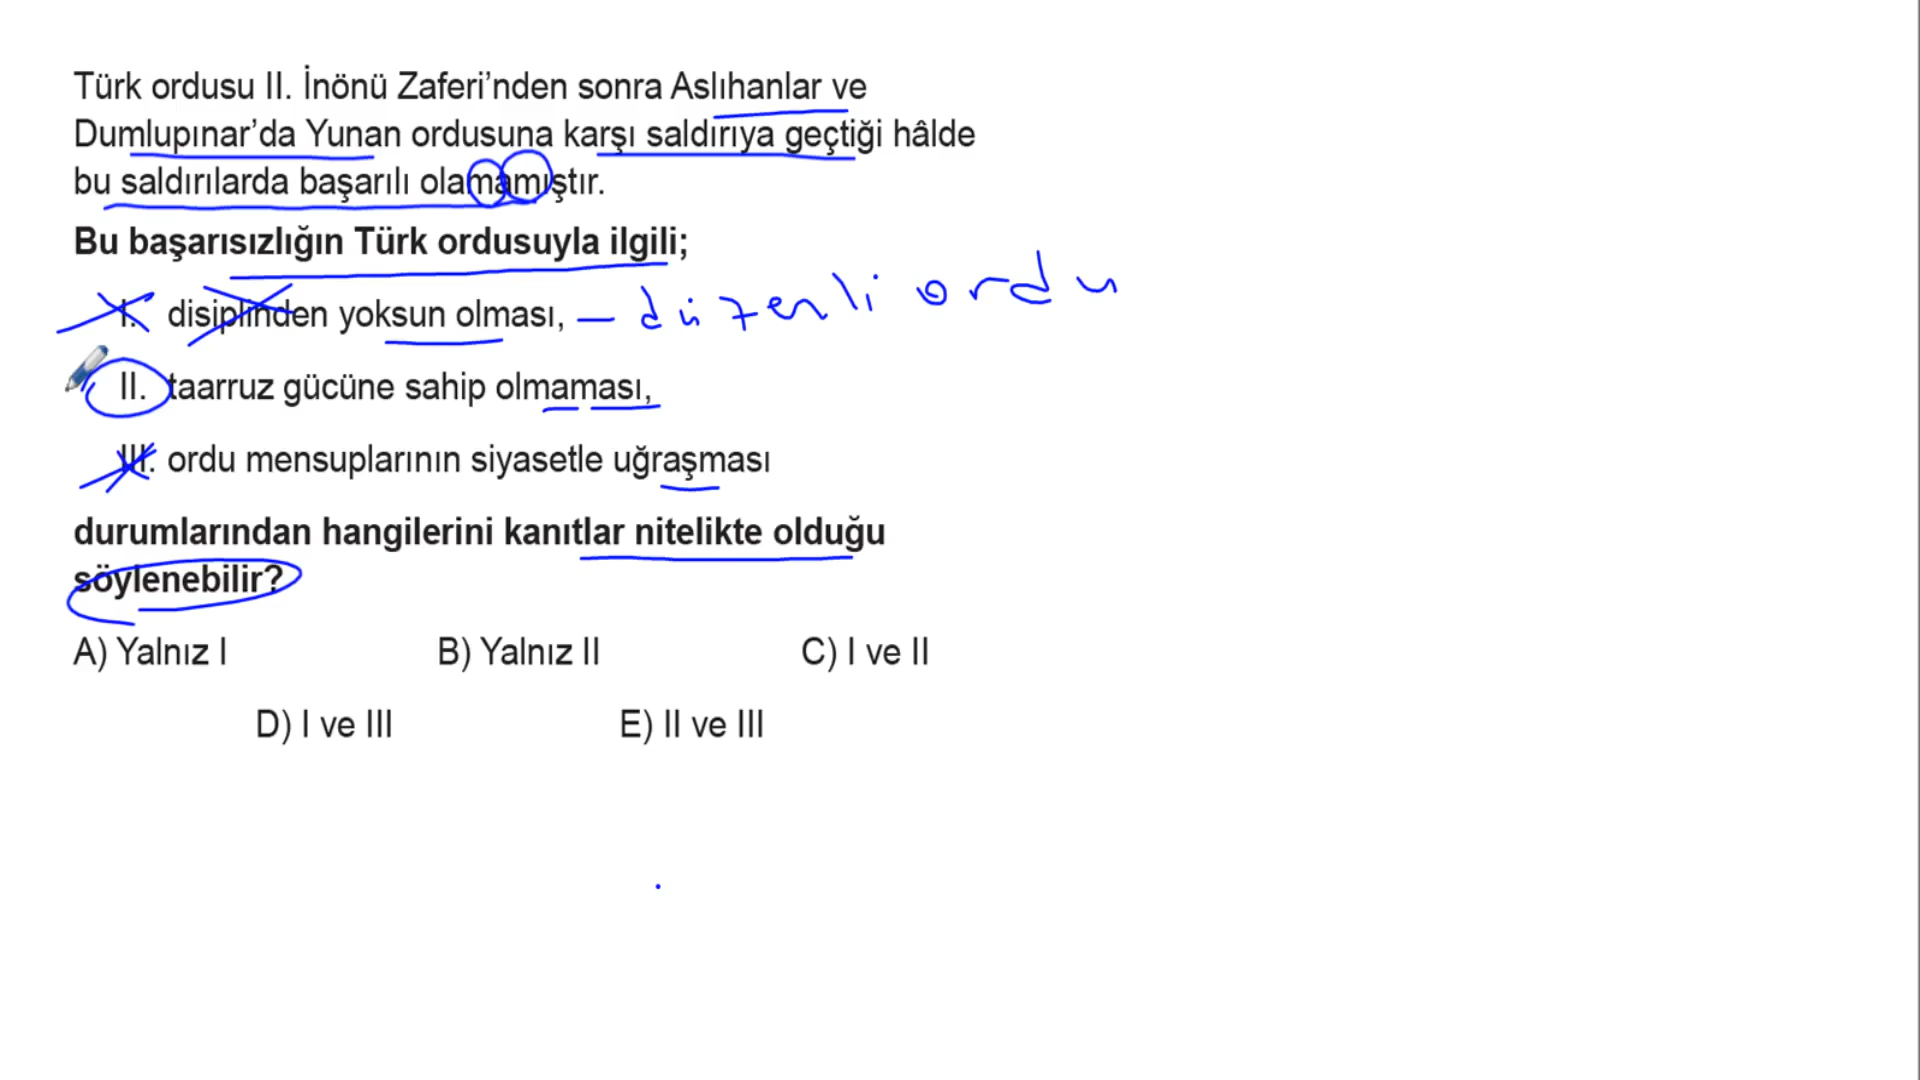 Türk ordusu II. İnönü Zaferi’nden sonra Aslıhanlar ve
Dumlupınar’da Yunan ordusuna karşı saldırıya geçtiği hâlde
bu saldırılarda başarılı olamamıştır.
Bu başarısızlığın Türk ordusuyla ilgili;
I. disiplinden yoksun olması, – düzenli ordu
II. taarruz gücüne sahip olmaması,
III. ordu mensuplarının siyasetle uğraşması
durumlarından hangilerini kanıtlar nitelikte olduğu
söylenebilir?
A) Yalnız I B) Yalnız II C) I ve II
D) I ve III E) II ve III